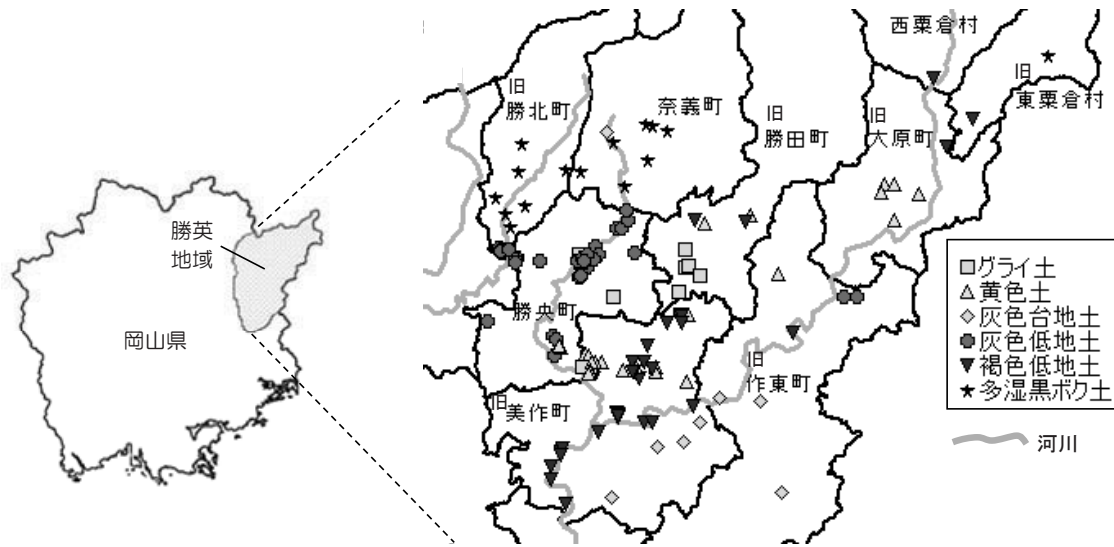 勝英
地域
岡山県
旧
勝北町
奈義町
旧
勝田町
旧
大原町
西粟倉村
旧
東粟倉村
勝央町
旧
美作町
旧
作東町
グライ土
黄色土
灰色台地土
灰色低地土
褐色低地土
多湿黒ボク土
河川